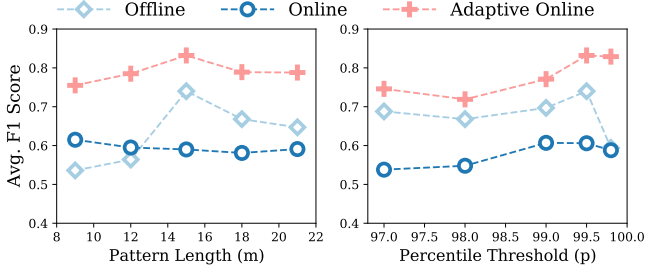 Offline Online Adaptive Online
Avg. F1 Score
0.9
0.8
0.7
0.6
0.5
0.4
8 10 12 14 16 18 20 22
Pattern Length (m)
0.9
0.8
0.7
0.6
0.5
0.4
97.0 97.5 98.0 98.5 99.0 99.5 100.0
Percentile Threshold (p)